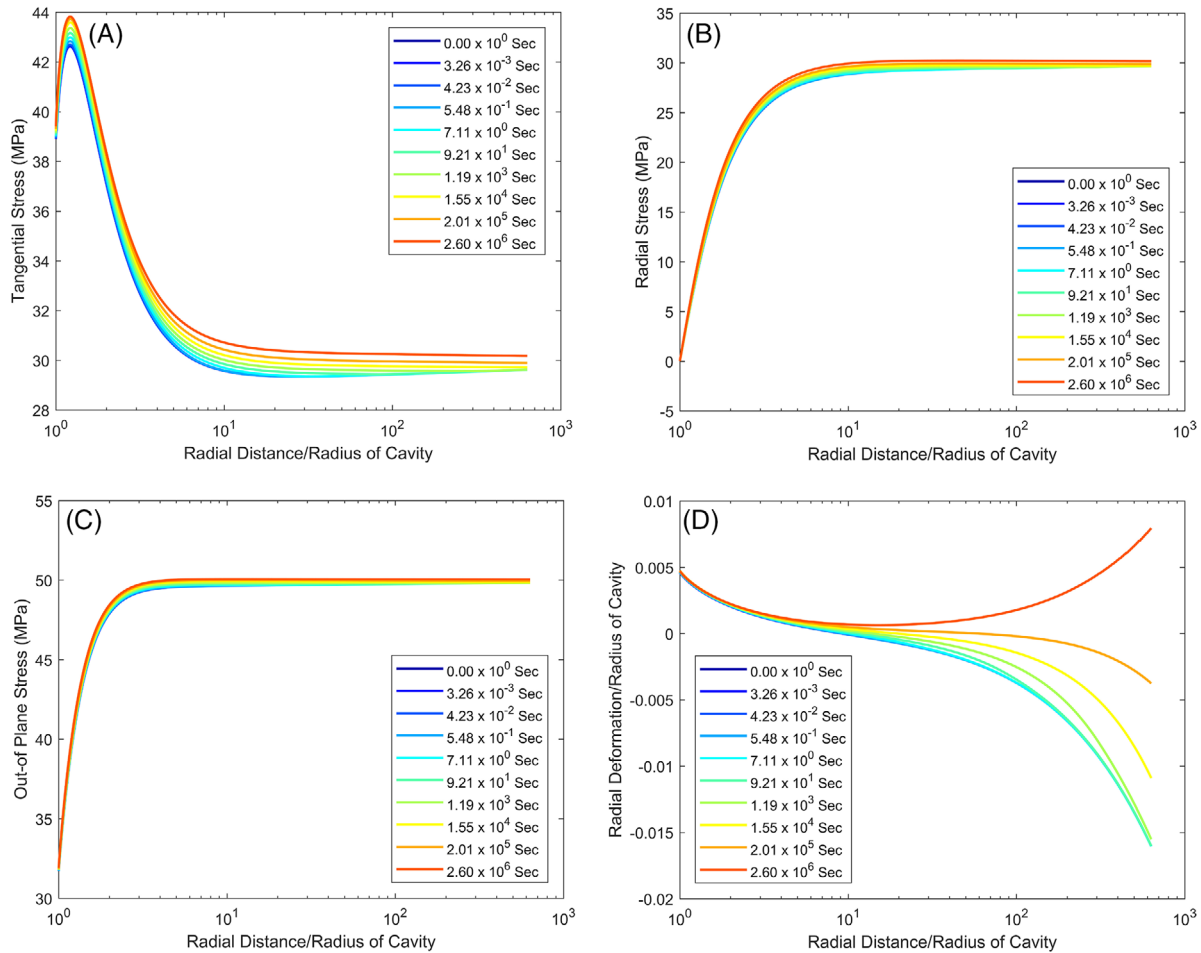 (A)
Tangential Stress (MPa)
44
42
40
38
36
34
32
30
28
10^0
10^1
10^2
10^3
Radial Distance/Radius of Cavity
0.00 x 10^0 Sec
3.26 x 10^-3 Sec
4.23 x 10^-2 Sec
5.48 x 10^-1 Sec
7.11 x 10^0 Sec
9.21 x 10^1 Sec
1.19 x 10^3 Sec
1.55 x 10^4 Sec
2.01 x 10^5 Sec
2.60 x 10^6 Sec
(B)
Radial Stress (MPa)
35
30
25
20
15
10
5
0
-5
10^0
10^1
10^2
10^3
Radial Distance/Radius of Cavity
0.00 x 10^0 Sec
3.26 x 10^-3 Sec
4.23 x 10^-2 Sec
5.48 x 10^-1 Sec
7.11 x 10^0 Sec
9.21 x 10^1 Sec
1.19 x 10^3 Sec
1.55 x 10^4 Sec
2.01 x 10^5 Sec
2.60 x 10^6 Sec
(C)
Out-of Plane Stress (MPa)
55
50
45
40
35
30
10^0
10^1
10^2
10^3
Radial Distance/Radius of Cavity
0.00 x 10^0 Sec
3.26 x 10^-3 Sec
4.23 x 10^-2 Sec
5.48 x 10^-1 Sec
7.11 x 10^0 Sec
9.21 x 10^1 Sec
1.19 x 10^3 Sec
1.55 x 10^4 Sec
2.01 x 10^5 Sec
2.60 x 10^6 Sec
(D)
Radial Deformation/Radius of Cavity
0.01
0.005
0
-0.005
-0.01
-0.015
-0.02
10^0
10^1
10^2
10^3
Radial Distance/Radius of Cavity
0.00 x 10^0 Sec
3.26 x 10^-3 Sec
4.23 x 10^-2 Sec
5.48 x 10^-1 Sec
7.11 x 10^0 Sec
9.21 x 10^1 Sec
1.19 x 10^3 Sec
1.55 x 10^4 Sec
2.01 x 10^5 Sec
2.60 x 10^6 Sec